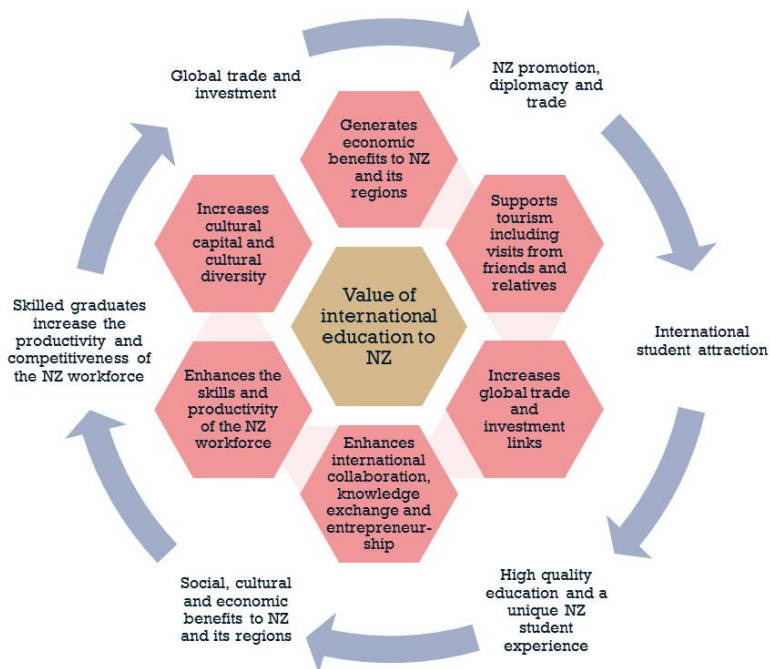 Global trade and
investment
NZ promotion,
diplomacy and
trade
International
student attraction
High quality
education and a
unique NZ
student
experience
Social, cultural
and economic
benefits to NZ
and its regions
Skilled graduates
increase the
productivity and
competitiveness of
the NZ workforce
Generates
economic
benefits to NZ
and its
regions
Supports
tourism
including
visits from
friends and
relatives
Increases
global trade
and
investment
links
Enhances
international
collaboration,
knowledge
exchange and
entrepreneur-
ship
Enhances the
skills and
productivity
of the NZ
workforce
Increases
cultural
capital and
cultural
diversity
Value of
international
education to
NZ